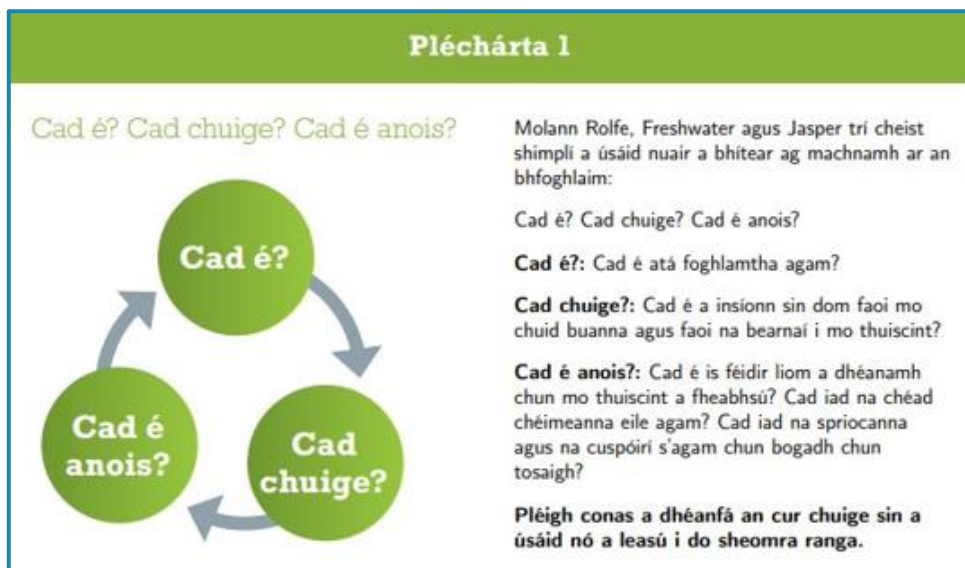 Pléchárta 1
Cad é? Cad chuige? Cad é anois?
Cad é?
Cad é
anois?
Cad
chuige?
Molann Rolfe, Freshwater agus Jasper trí cheist
shimplí a úsáid nuair a bhítear ag machnamh ar an
bhfoghlaim:
Cad é? Cad chuige? Cad é anois?
Cad é?: Cad é atá foghlamtha agam?
Cad chuige?: Cad é a insíonn sin dom faoi mo
chuid buanna agus faoi na bearnaí i mo thuiscint?
Cad é anois?: Cad é is féidir liom a dhéanamh
chun mo thuiscint a fheabhsú? Cad iad na chéad
chéimeanna eile agam? Cad iad na spriocanna
agus na cuspóirí s'agam chun bogadh chun
tosaigh?
Pléigh conas a dhéanfá an cur chuige sin a
úsáid nó a leasú i do sheomra ranga.